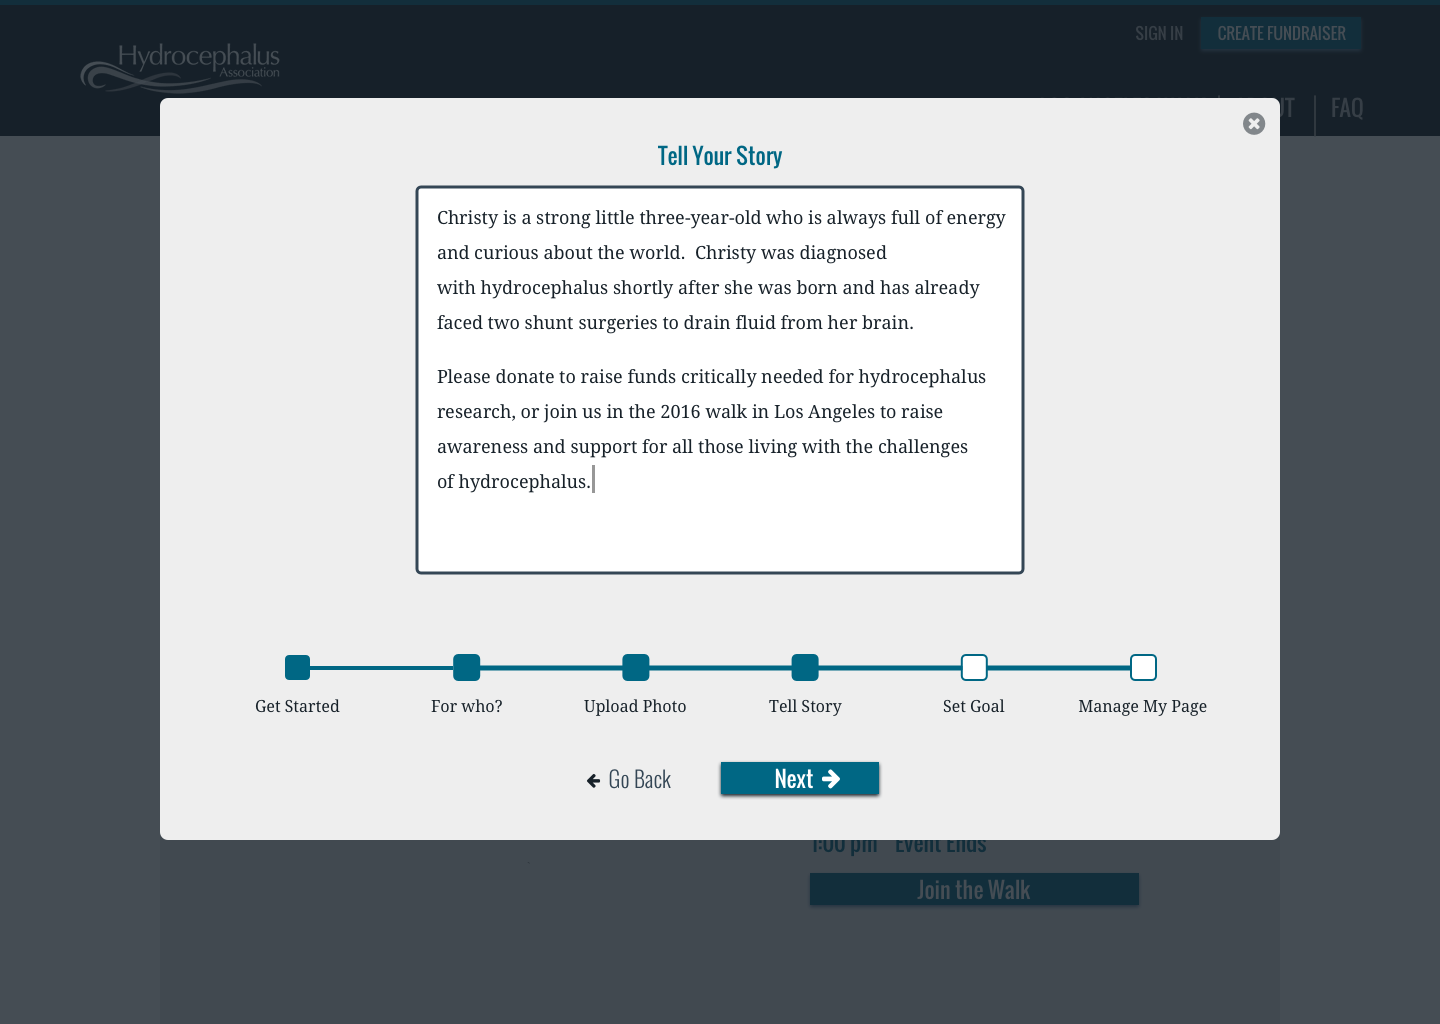 Hydrocephalus
Association
SIGN IN
CREATE FUNDRAISER
FAQ
Tell Your Story
Christy is a strong little three-year-old who is always full of energy
and curious about the world.  Christy was diagnosed
with hydrocephalus shortly after she was born and has already
faced two shunt surgeries to drain fluid from her brain.
Please donate to raise funds critically needed for hydrocephalus
research, or join us in the 2016 walk in Los Angeles to raise
awareness and support for all those living with the challenges
of hydrocephalus.
Get Started
For who?
Upload Photo
Tell Story
Set Goal
Manage My Page
Go Back
Next
1:00 pm Event Ends
Join the Walk